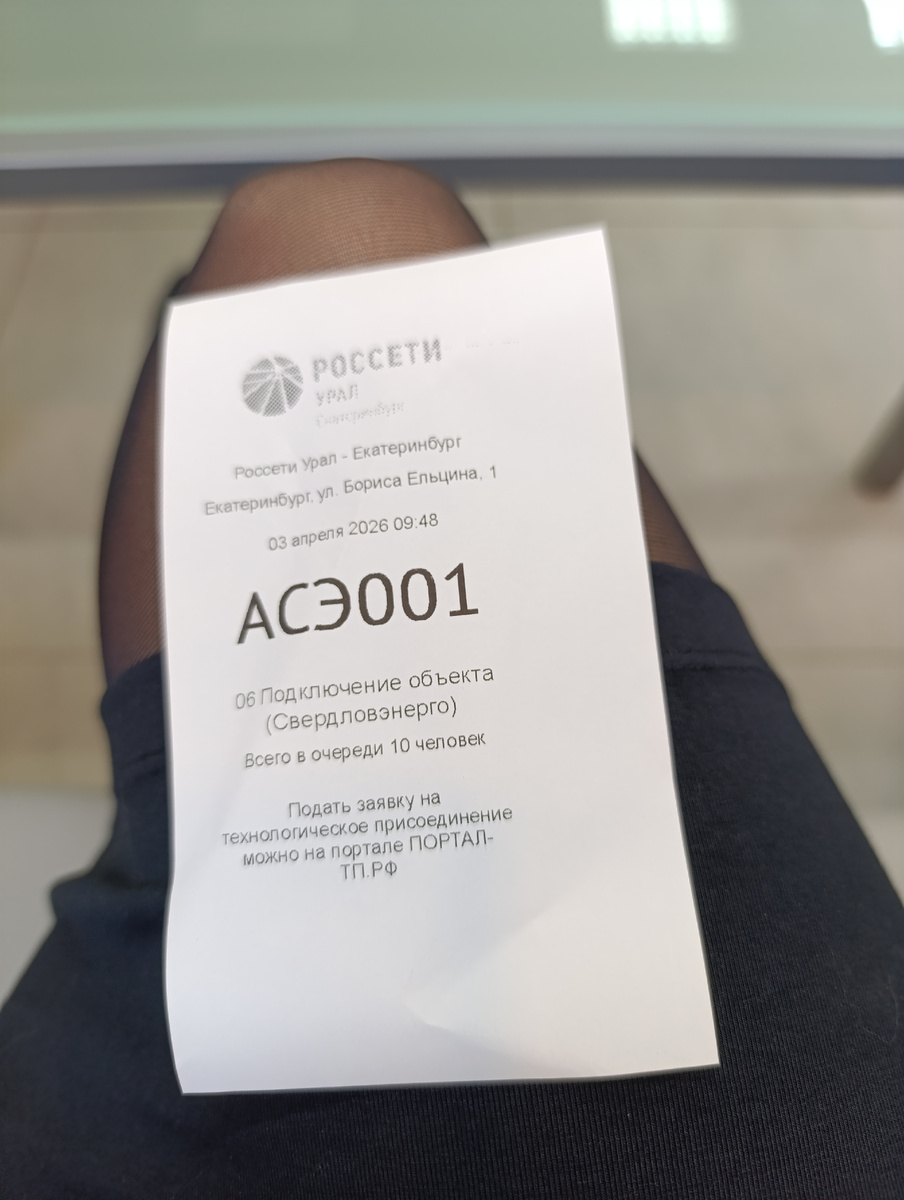 РОССЕТИ
УРАЛ
Екатеринбург
Россети Урал - Екатеринбург
Екатеринбург, ул. Бориса Ельцина, 1
03 апреля 2026 09:48
АСЭ001
06 Подключение объекта
(Свердловэнерго)
Всего в очереди 10 человек
Подать заявку на
технологическое присоединение
можно на портале ПОРТАЛ-
ТП.РФ